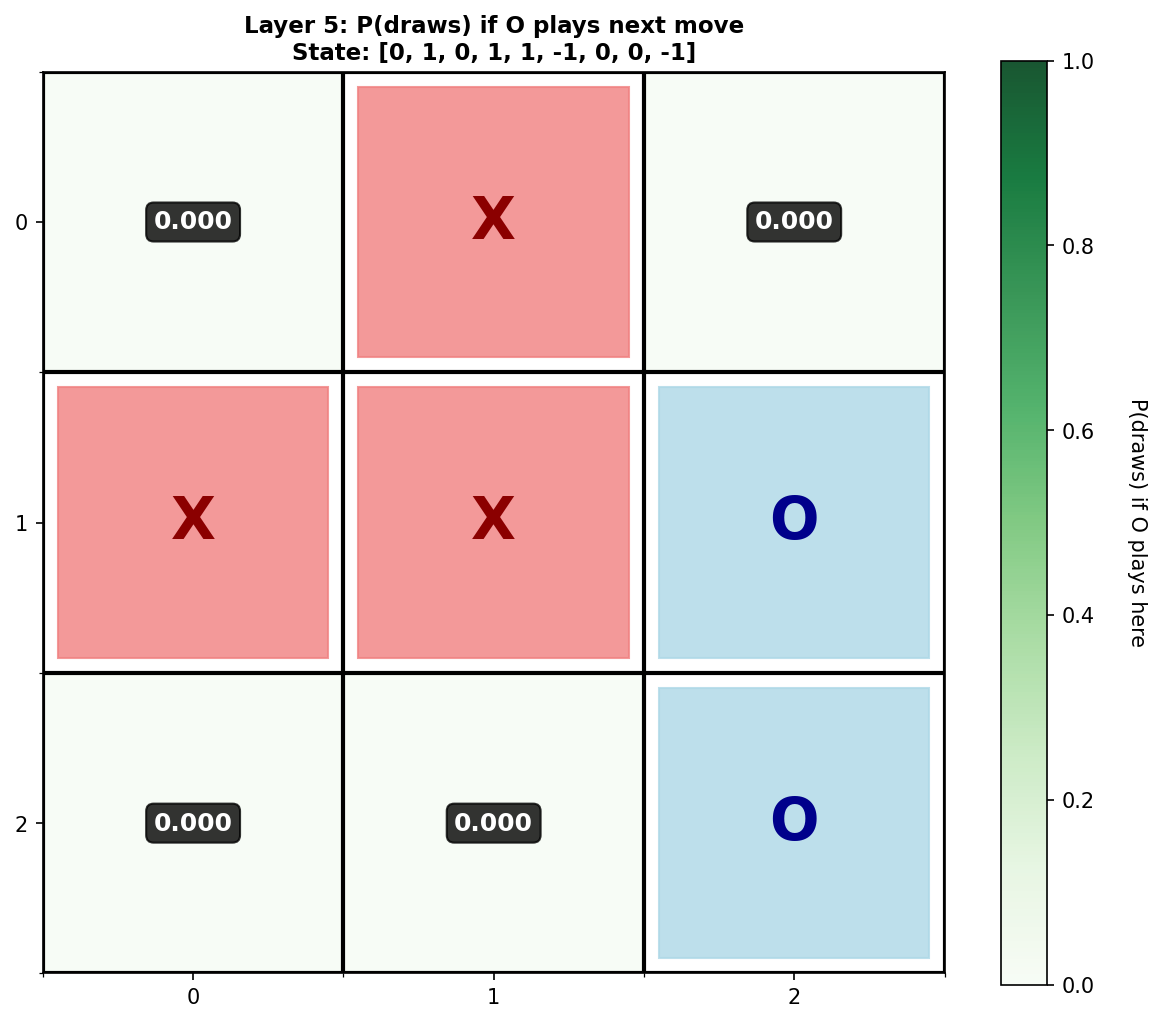 Layer 5: P(draws) if O plays next move
State: [0, 1, 0, 1, 1, -1, 0, 0, -1]
0.000 X 0.000
X X O
0.000 0.000 O
0
1
2
0 1 2
1.0
0.8
0.6
0.4
0.2
0.0
P(draws) if O plays here